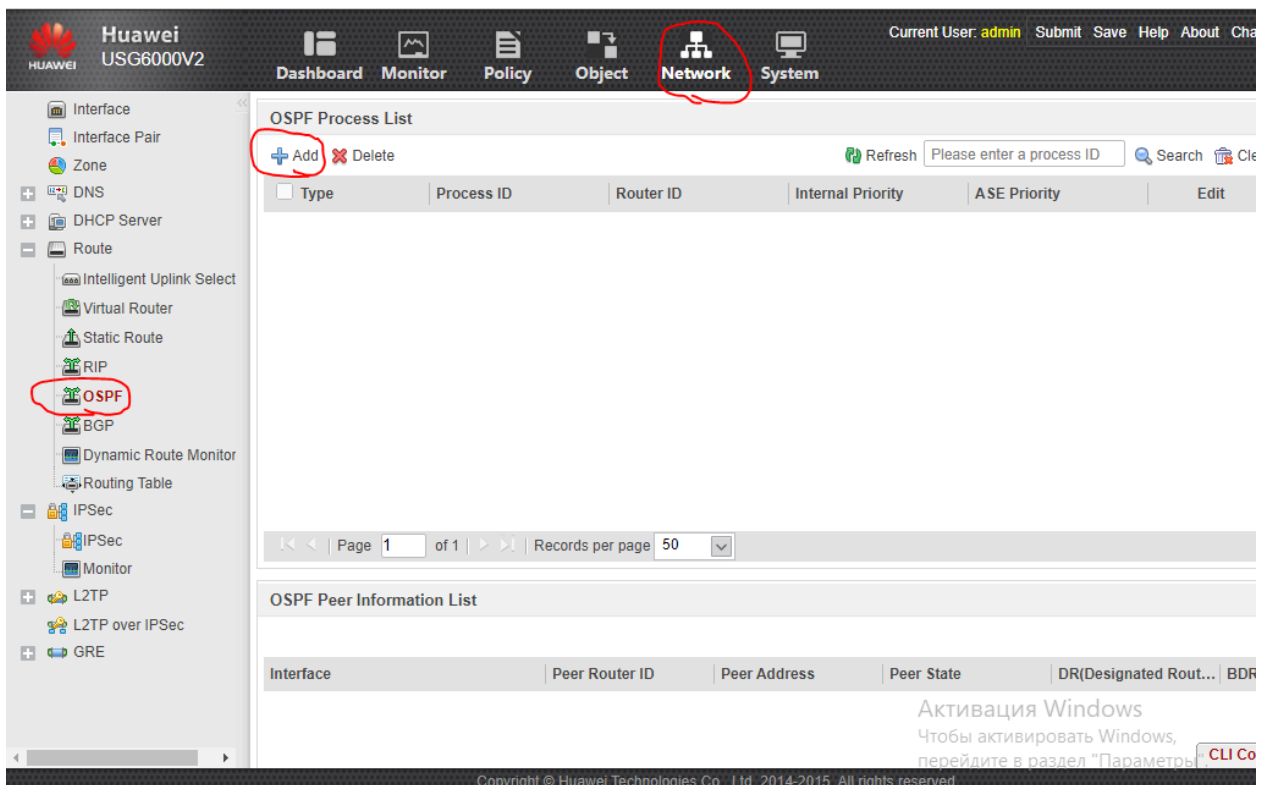 HUAWEI
Huawei
USG6000V2
Dashboard Monitor Policy Object Network System
Current User: admin Submit Save Help About Cha
Interface
Interface Pair
Zone
DNS
DHCP Server
Route
Intelligent Uplink Select
Virtual Router
Static Route
RIP
OSPF
BGP
Dynamic Route Monitor
Routing Table
IPSec
IPSec
Monitor
L2TP
L2TP over IPSec
GRE
OSPF Process List
Add Delete Refresh Please enter a process ID Search Cle
Type Process ID Router ID Internal Priority ASE Priority Edit
Page 1 of 1 Records per page 50
OSPF Peer Information List
Interface Peer Router ID Peer Address Peer State DR(Designated Rout... BDR
Активация Windows
Чтобы активировать Windows,
перейдите в раздел "Параметры".
CLI Co
Copyright © Huawei Technologies Co., Ltd. 2014-2015. All rights reserved.